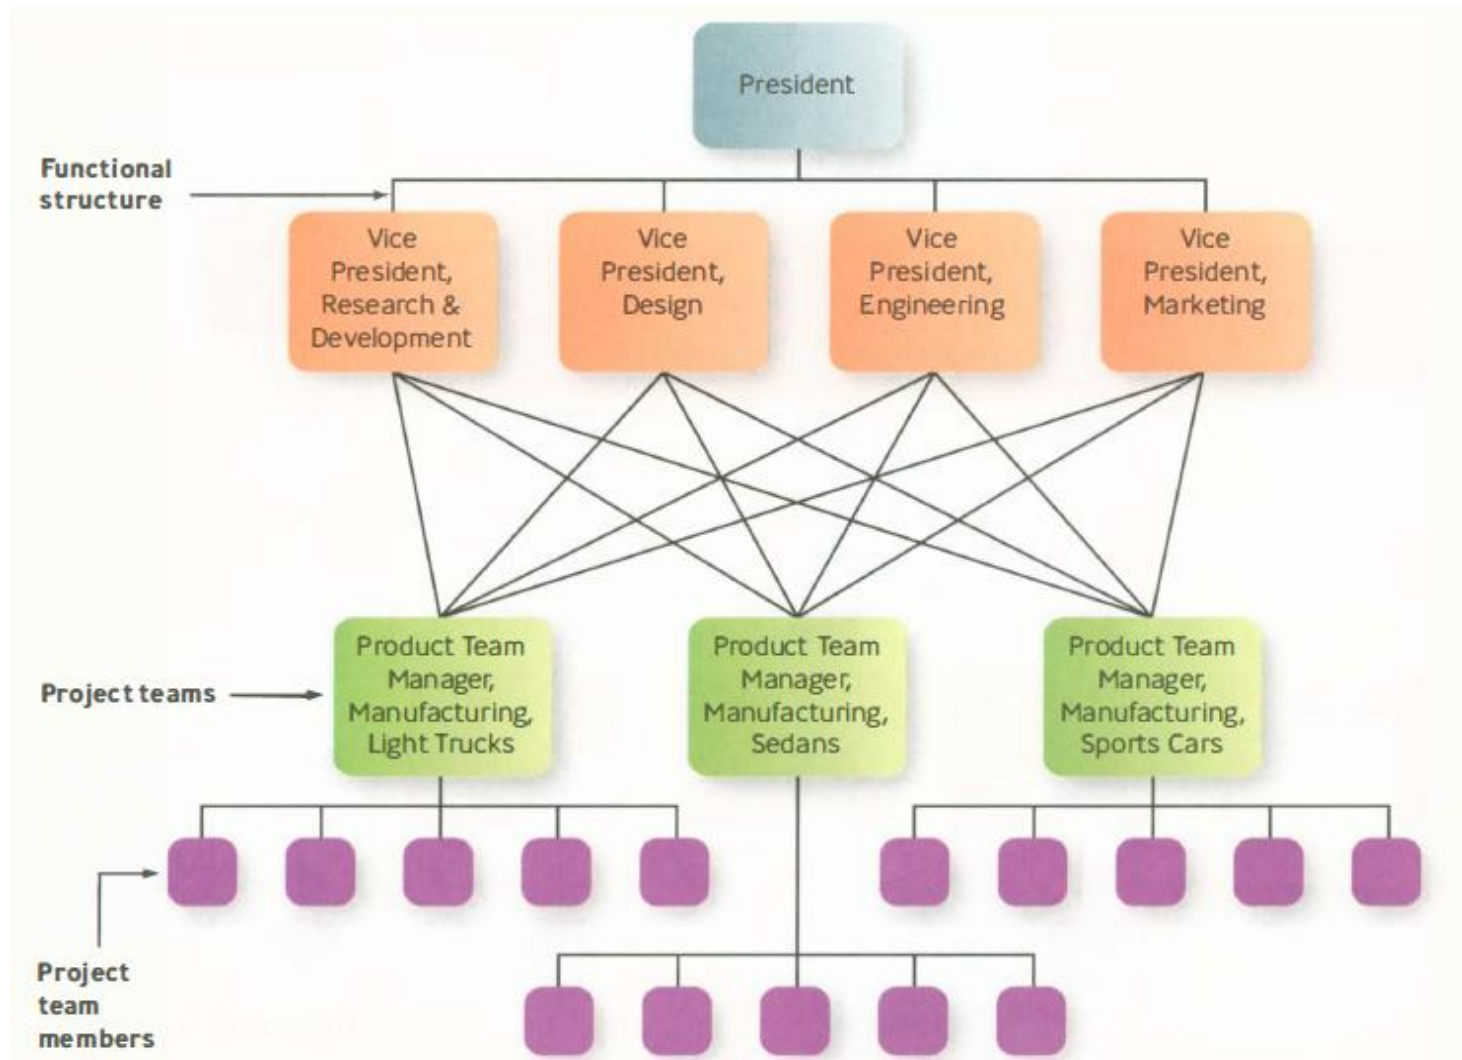 President
Functional
structure
Vice
President,
Research &
Development
Vice
President,
Design
Vice
President,
Engineering
Vice
President,
Marketing
Project teams
Product Team
Manager,
Manufacturing,
Light Trucks
Product Team
Manager,
Manufacturing,
Sedans
Product Team
Manager,
Manufacturing,
Sports Cars
Project
team
members